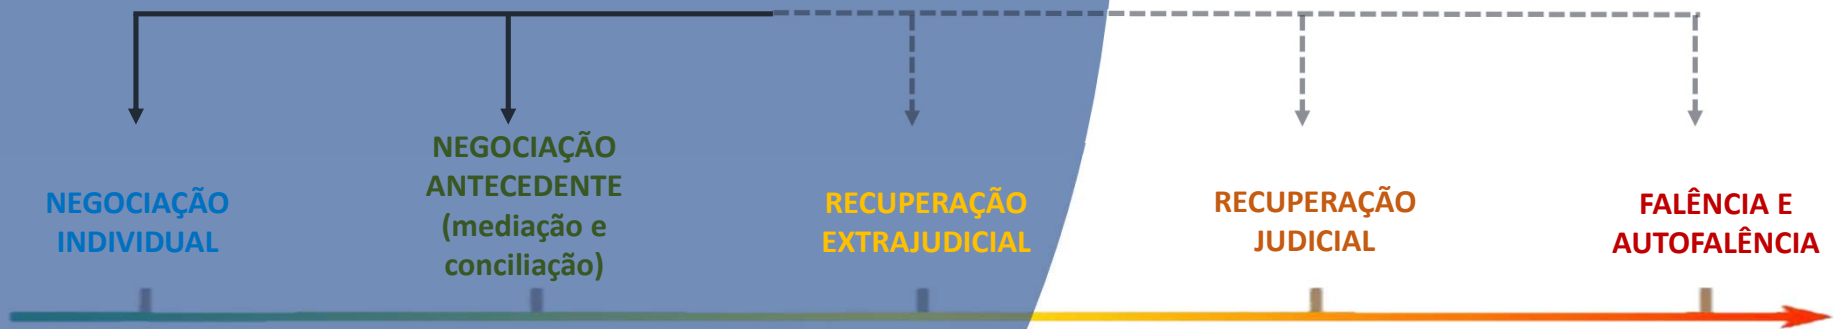 NEGOCIAÇÃO
INDIVIDUAL
NEGOCIAÇÃO
ANTECEDENTE
(mediação e
conciliação)
RECUPERAÇÃO
EXTRAJUDICIAL
RECUPERAÇÃO
JUDICIAL
FALÊNCIA E
AUTOFALÊNCIA